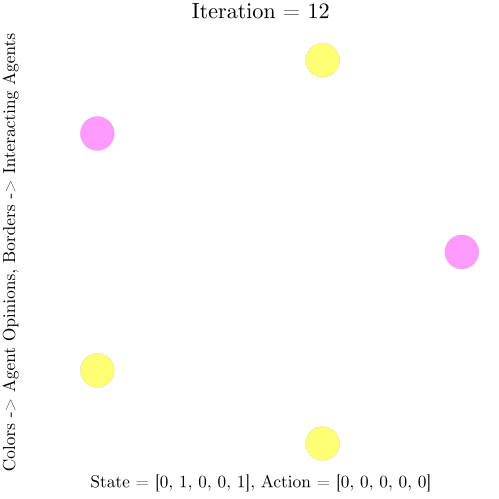 Iteration = 12
Colors -> Agent Opinions, Borders -> Interacting Agents
State = [0, 1, 0, 0, 1], Action = [0, 0, 0, 0, 0]